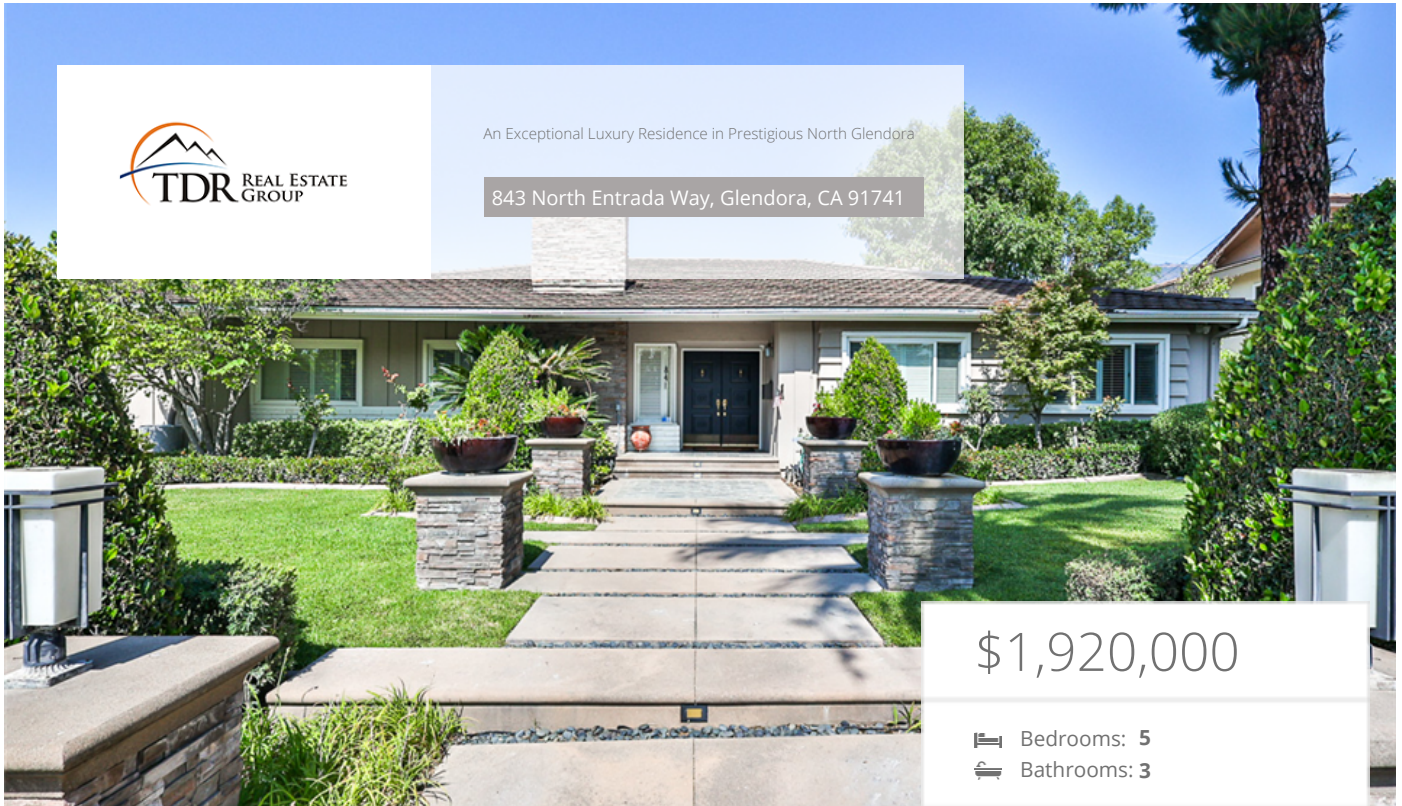 TDR REAL ESTATE
GROUP
An Exceptional Luxury Residence in Prestigious North Glendora
843 North Entrada Way, Glendora, CA 91741
$1,920,000
Bedrooms: 5
Bathrooms: 3